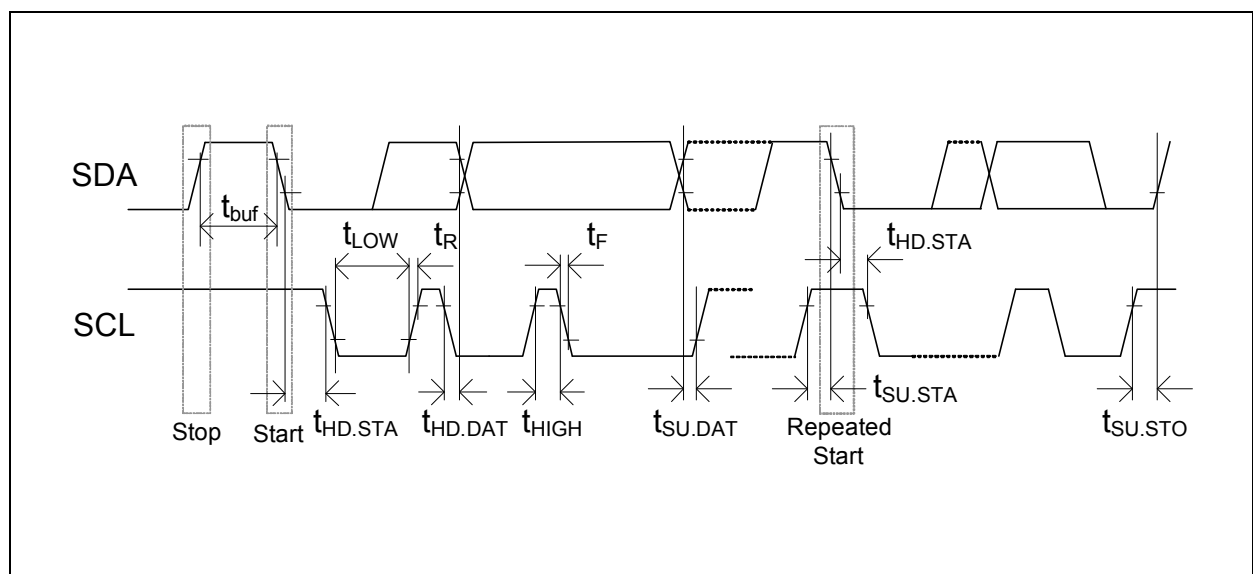 SDA
tbuf
tLOW
tR
tF
tHD.STA
SCL
tSU.STA
tHD.STA
tHD.DAT
tHIGH
tSU.DAT
tSU.STO
Stop
Start
Repeated
Start